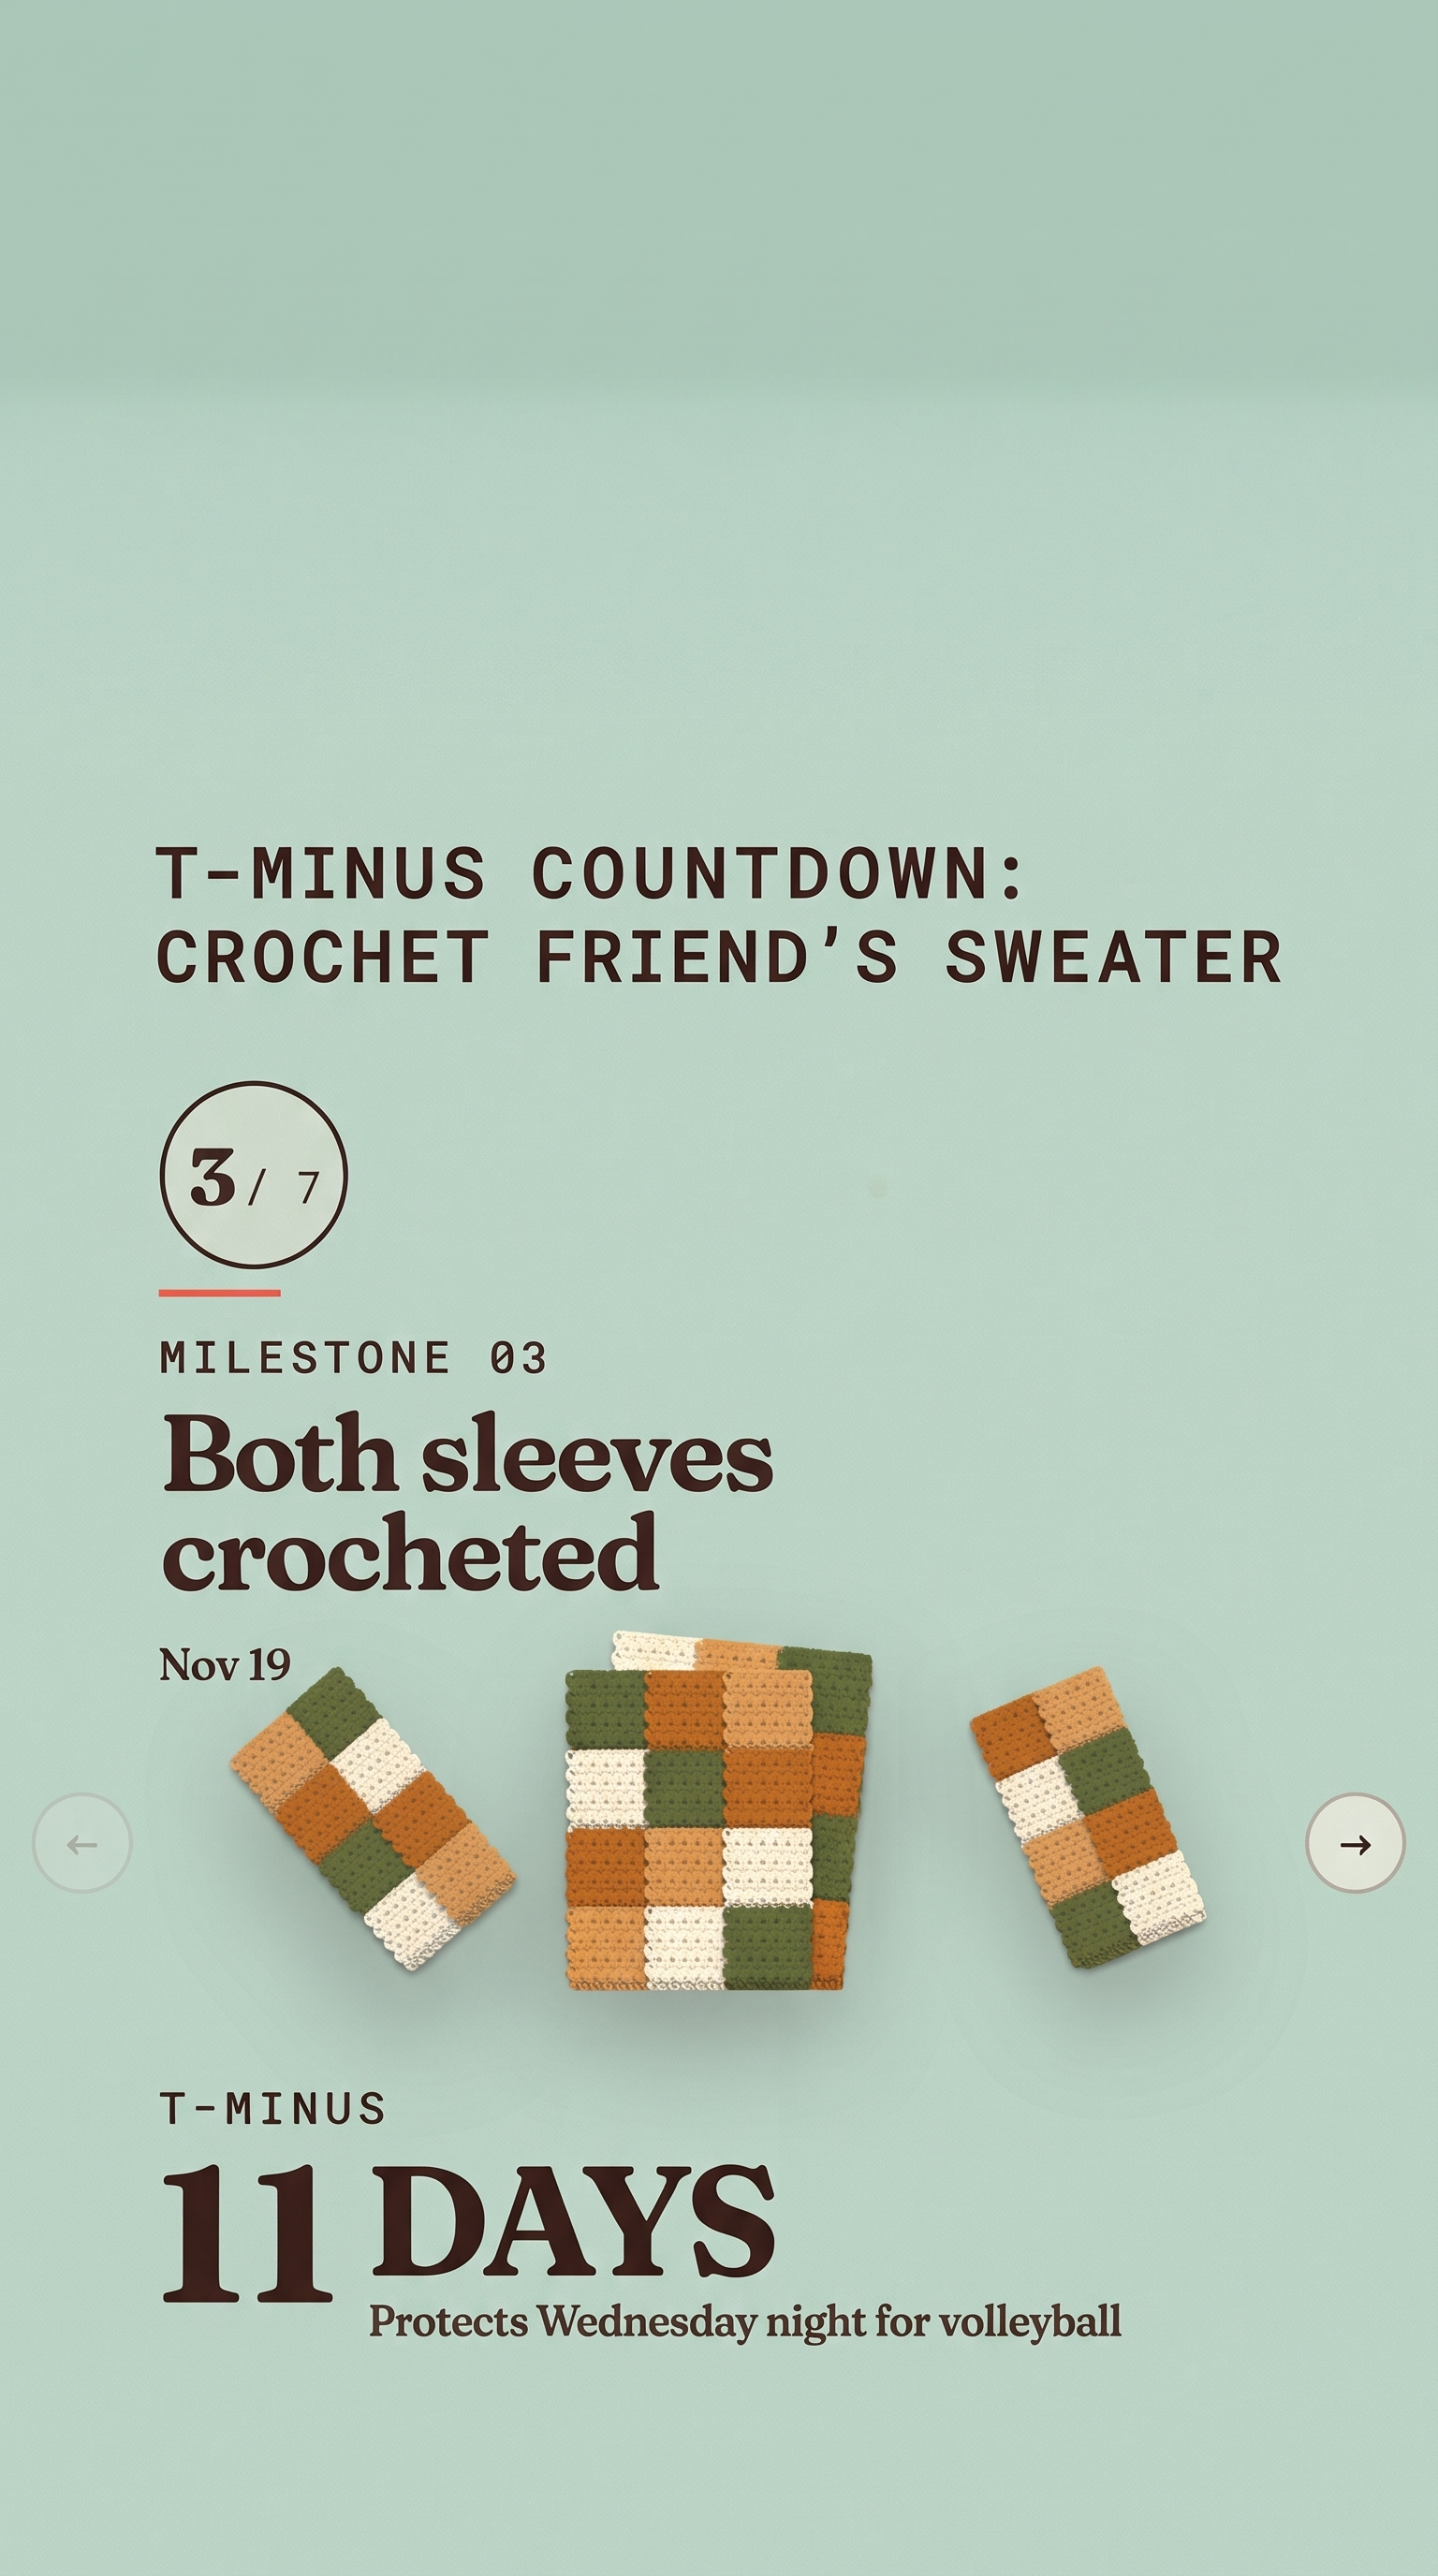 T-MINUS COUNTDOWN:
CROCHET FRIEND’S SWEATER
3 / 7
MILESTONE 03
Both sleeves
crocheted
Nov 19
←
→
T-MINUS
11 DAYS
Protects Wednesday night for volleyball